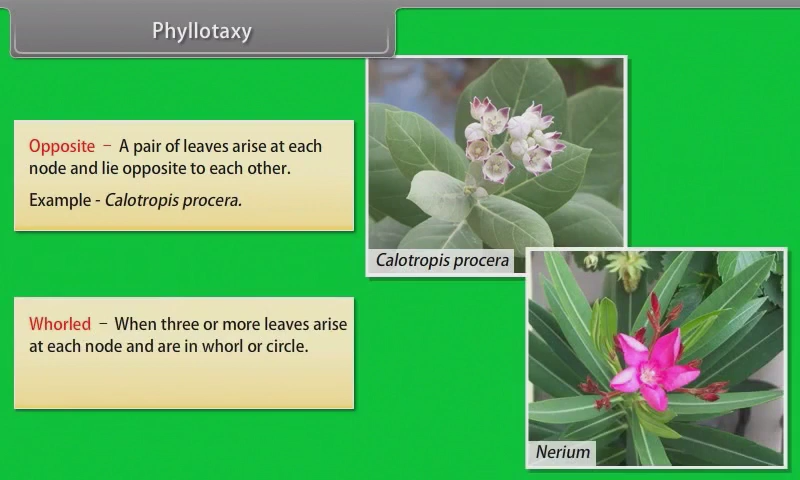 Phyllotaxy
Opposite – A pair of leaves arise at each
node and lie opposite to each other.
Example - Calotropis procera.
Calotropis procera
Whorled – When three or more leaves arise
at each node and are in whorl or circle.
Nerium